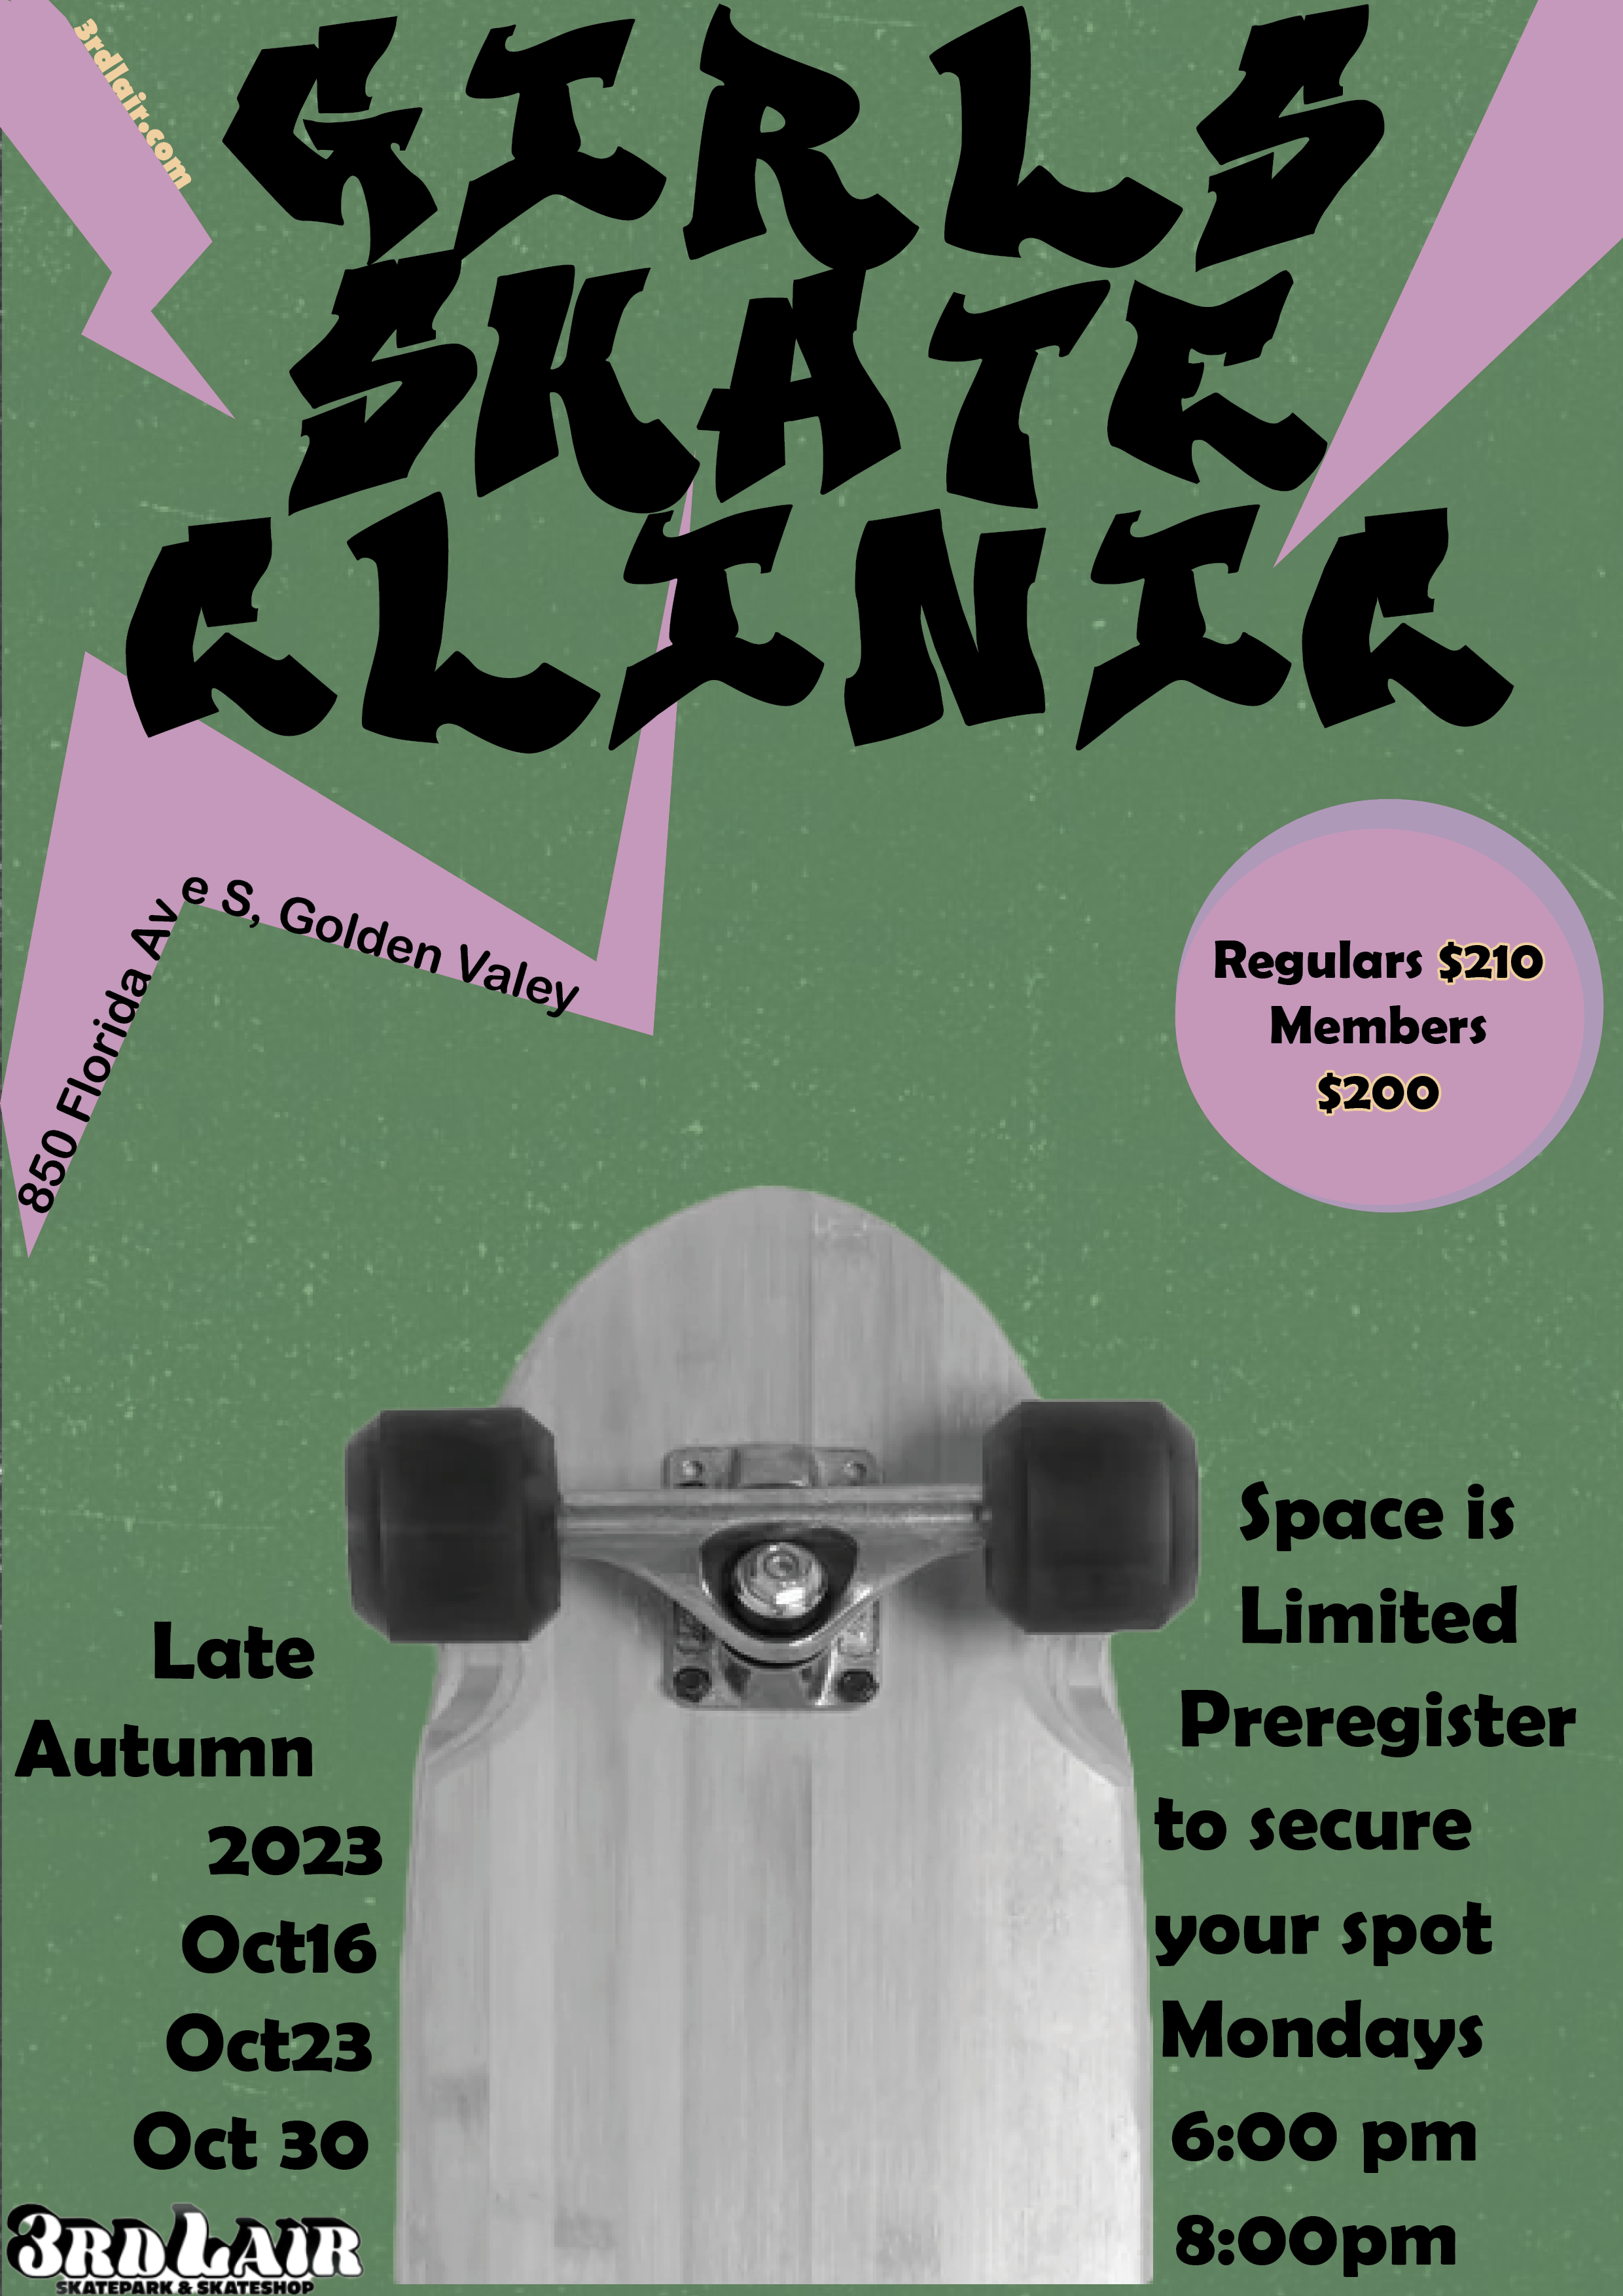 3rdlair.com
GIRLS
SKATE
CLINIC
850 Florida Ave S, Golden Valey
Regulars $210
Members
$200
Late
Autumn
2023
Oct16
Oct23
Oct 30
Space is
Limited
Preregister
to secure
your spot
Mondays
6:00 pm
8:00pm
3RDLAIR
SKATEPARK & SKATESHOP